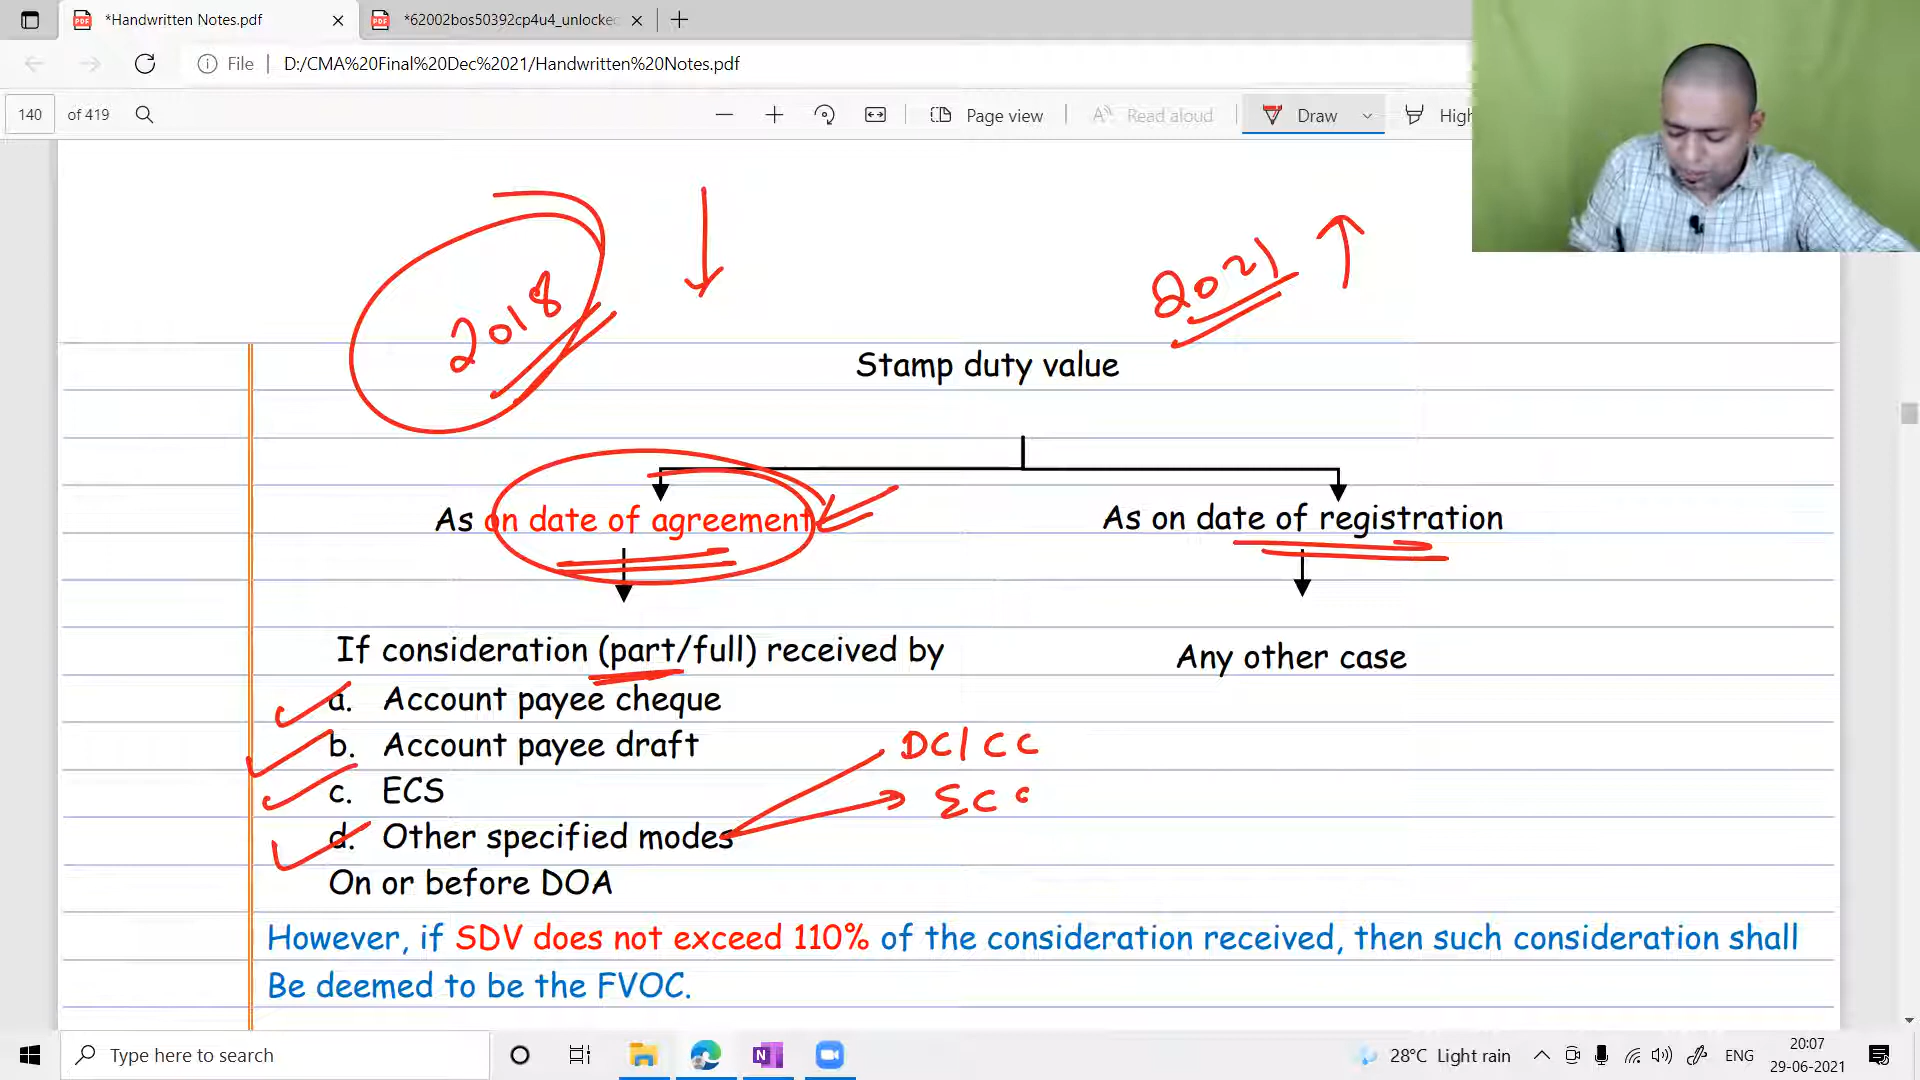 *Handwritten Notes.pdf
*62002bos50392cp4u4_unlocked
File D:/CMA%20Final%20Dec%2021/Handwritten%20Notes.pdf
140 of 419 Page view Read aloud Draw High
2018
2021
Stamp duty value
As on date of agreement As on date of registration
If consideration (part/full) received by Any other case
a. Account payee cheque
b. Account payee draft DC/CC
c. ECS
d. Other specified modes
On or before DOA
However, if SDV does not exceed 110% of the consideration received, then such consideration shall
Be deemed to be the FVOC.
Type here to search 28°C Light rain ENG 20:07
29-06-2021